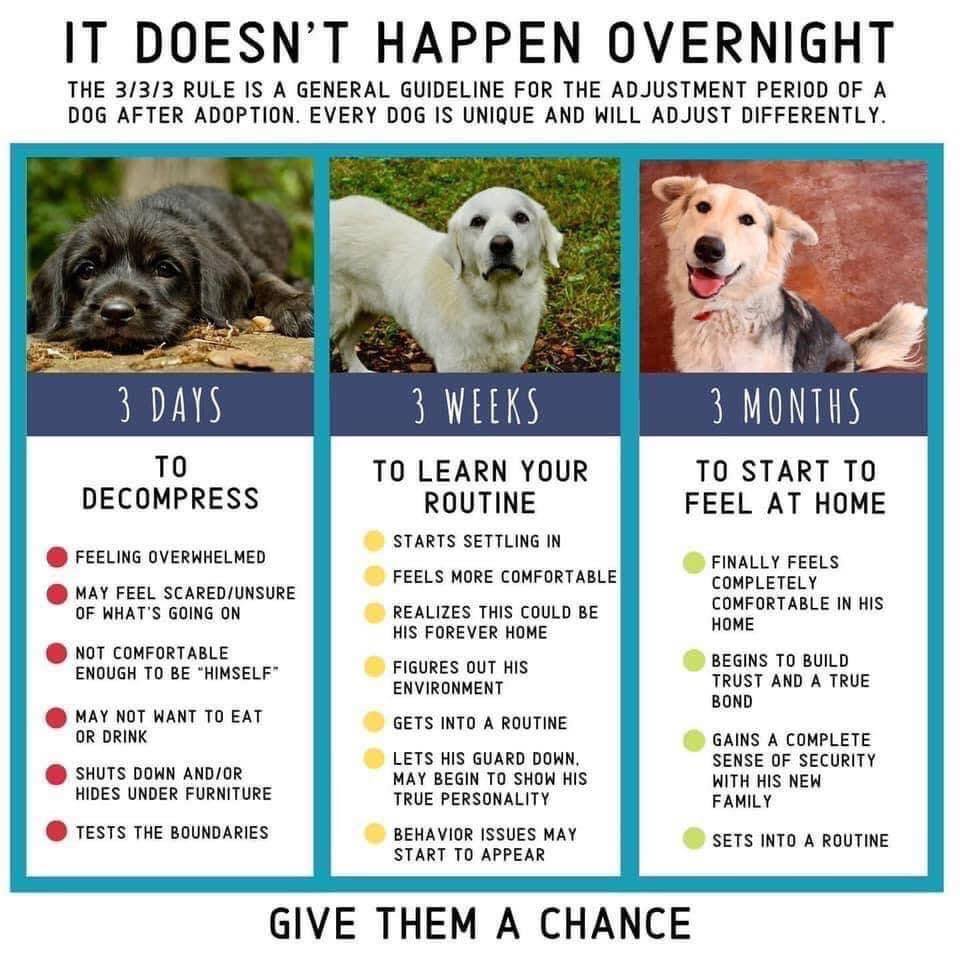 IT DOESN'T HAPPEN OVERNIGHT
THE 3/3/3 RULE IS A GENERAL GUIDELINE FOR THE ADJUSTMENT PERIOD OF A
DOG AFTER ADOPTION. EVERY DOG IS UNIQUE AND WILL ADJUST DIFFERENTLY.
3 DAYS
TO
DECOMPRESS
FEELING OVERWHELMED
MAY FEEL SCARED/UNSURE
OF WHAT'S GOING ON
NOT COMFORTABLE
ENOUGH TO BE "HIMSELF"
MAY NOT WANT TO EAT
OR DRINK
SHUTS DOWN AND/OR
HIDES UNDER FURNITURE
TESTS THE BOUNDARIES
3 WEEKS
TO LEARN YOUR
ROUTINE
STARTS SETTLING IN
FEELS MORE COMFORTABLE
REALIZES THIS COULD BE
HIS FOREVER HOME
FIGURES OUT HIS
ENVIRONMENT
GETS INTO A ROUTINE
LETS HIS GUARD DOWN.
MAY BEGIN TO SHOW HIS
TRUE PERSONALITY
BEHAVIOR ISSUES MAY
START TO APPEAR
3 MONTHS
TO START TO
FEEL AT HOME
FINALLY FEELS
COMPLETELY
COMFORTABLE IN HIS
HOME
BEGINS TO BUILD
TRUST AND A TRUE
BOND
GAINS A COMPLETE
SENSE OF SECURITY
WITH HIS NEW
FAMILY
SETS INTO A ROUTINE
GIVE THEM A CHANCE